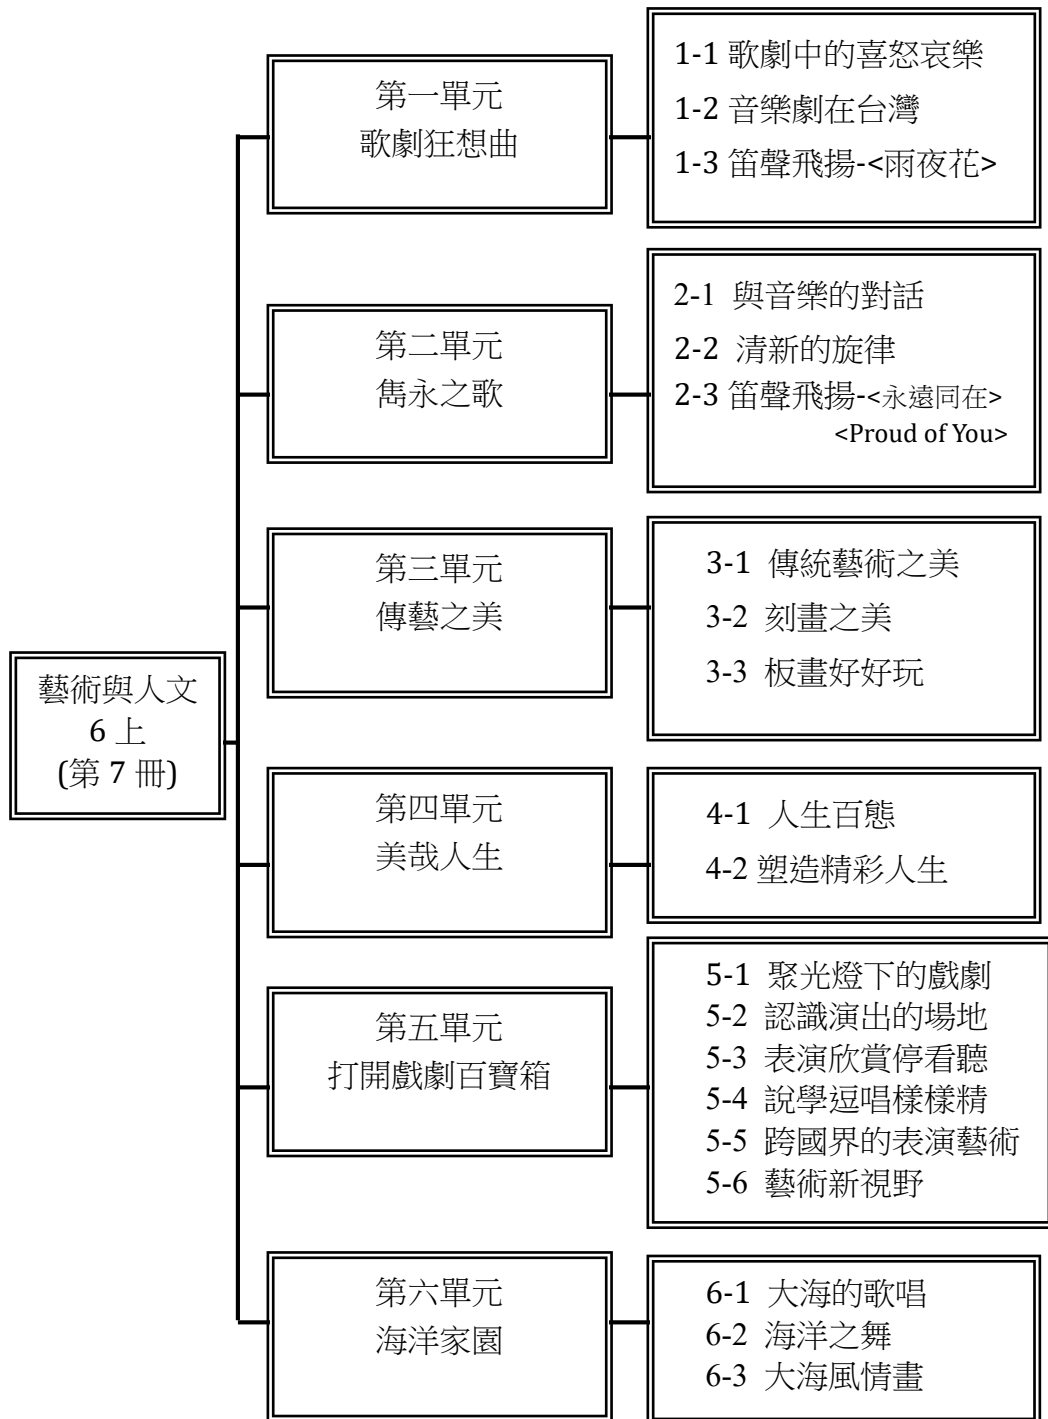 藝術與人文
6 上
(第 7 冊)
第一單元
歌劇狂想曲
1-1 歌劇中的喜怒哀樂
1-2 音樂劇在台灣
1-3 笛聲飛揚-<雨夜花>
第二單元
雋永之歌
2-1 與音樂的對話
2-2 清新的旋律
2-3 笛聲飛揚-<永遠同在>
<Proud of You>
第三單元
傳藝之美
3-1 傳統藝術之美
3-2 刻畫之美
3-3 板畫好好玩
第四單元
美哉人生
4-1 人生百態
4-2 塑造精彩人生
第五單元
打開戲劇百寶箱
5-1 聚光燈下的戲劇
5-2 認識演出的場地
5-3 表演欣賞停看聽
5-4 說學逗唱樣樣精
5-5 跨國界的表演藝術
5-6 藝術新視野
第六單元
海洋家園
6-1 大海的歌唱
6-2 海洋之舞
6-3 大海風情畫